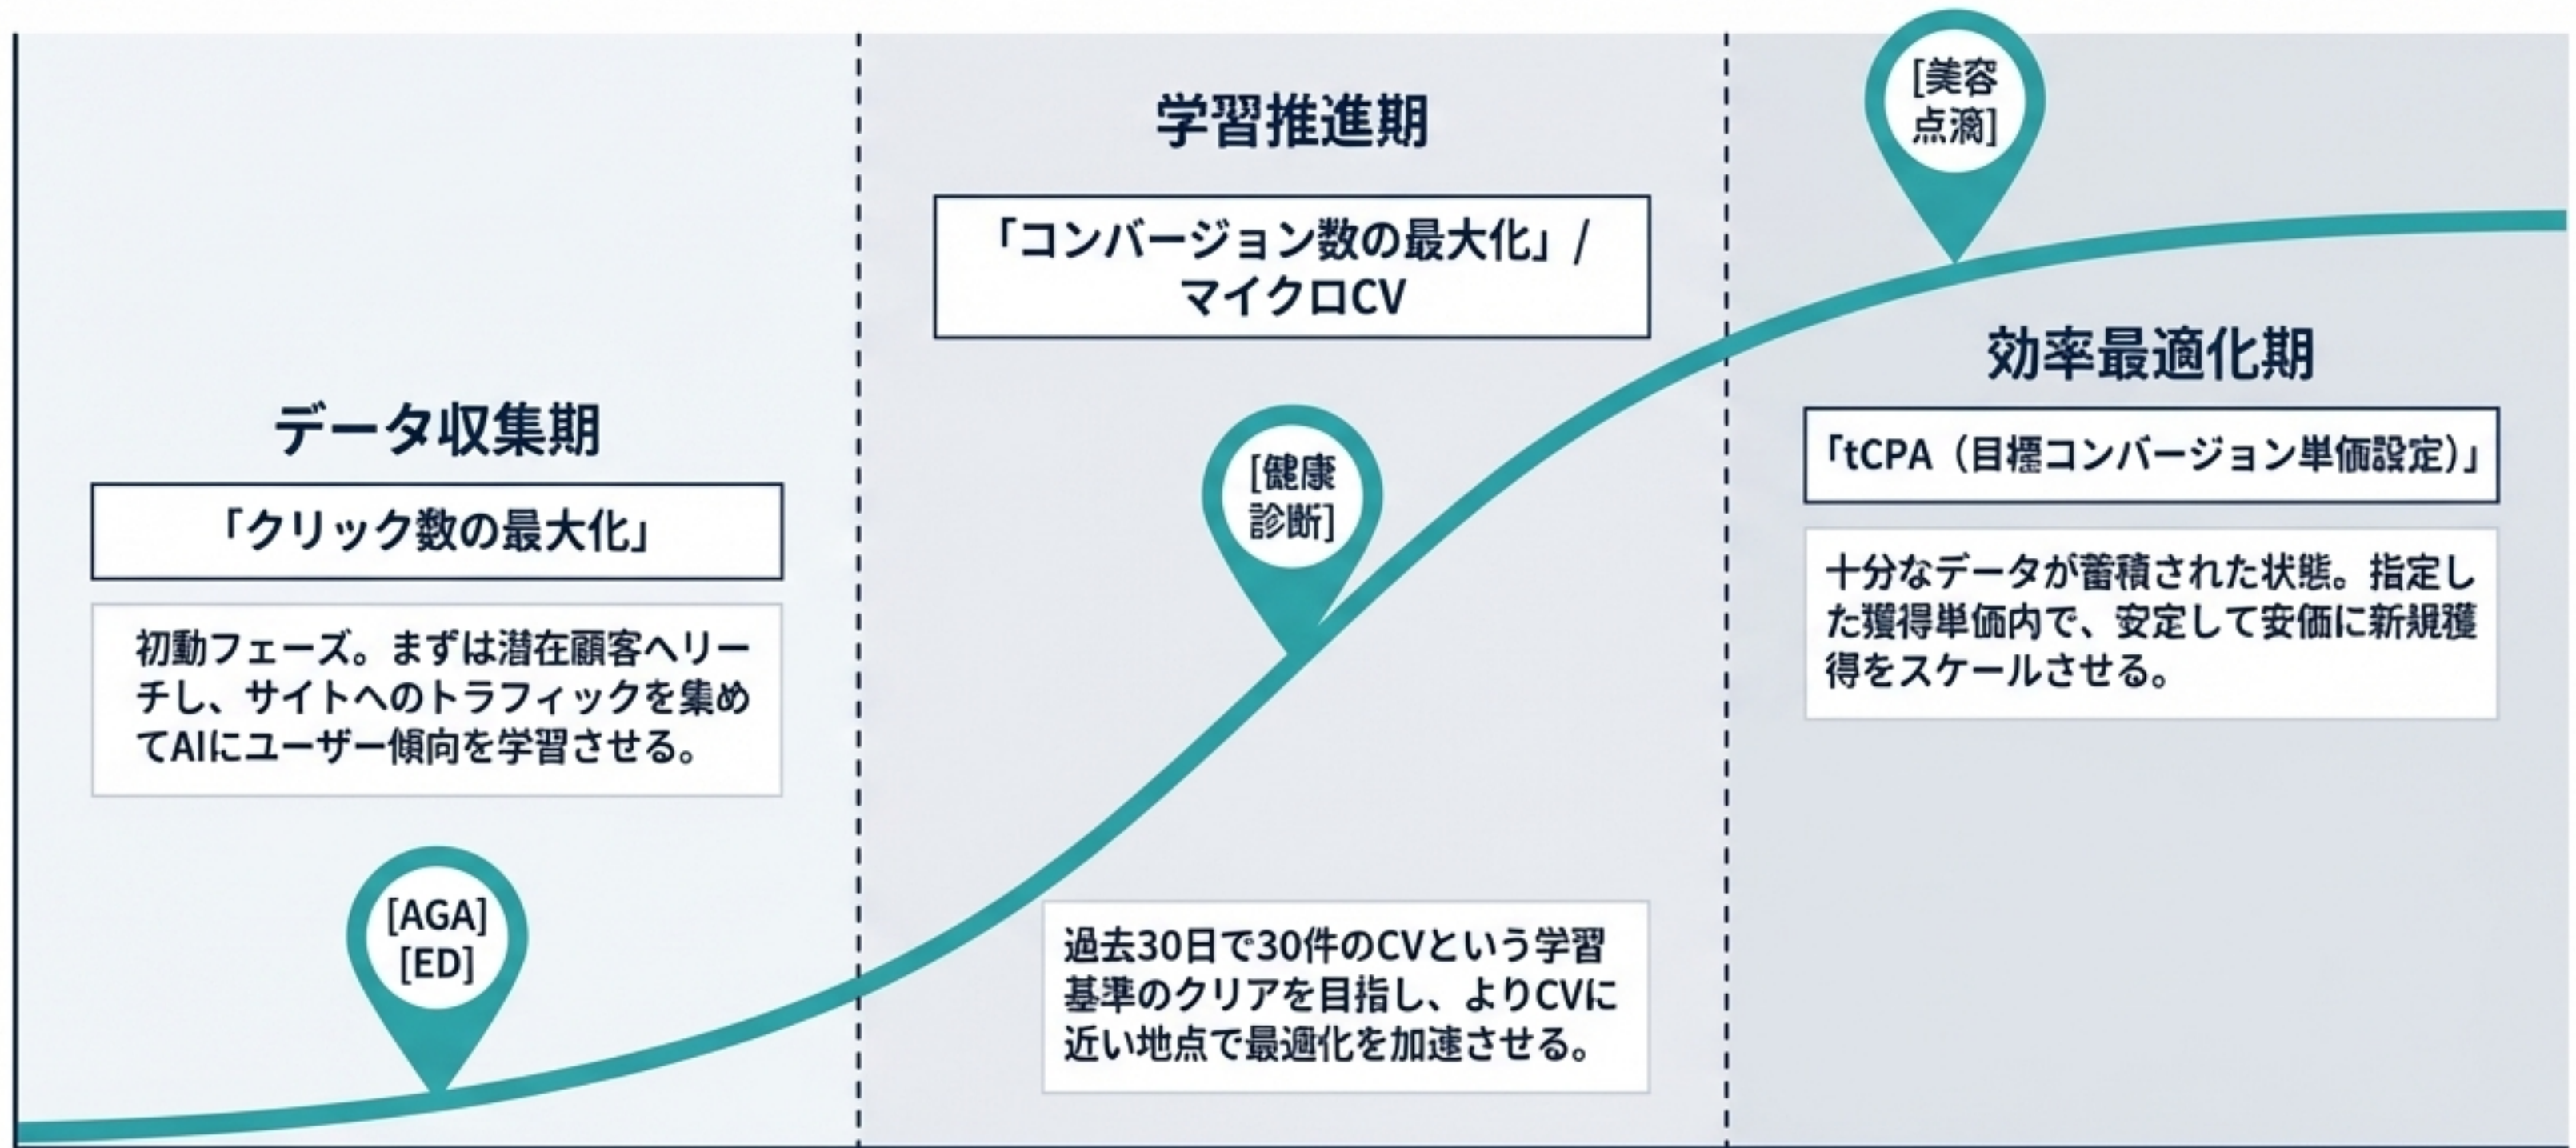 データ収集期
「クリック数の最大化」
初動フェーズ。まずは潜在顧客へリー
チし、サイトへのトラフィックを集め
てAIにユーザー傾向を学習させる。
[AGA]
[ED]
学習推進期
「コンバージョン数の最大化」/
マイクロCV
[健康
診断]
過去30日で30件のCVという学習
基準のクリアを目指し、よりCVに
近い地点で最適化を加速させる。
[美容
点滴]
効率最適化期
「tCPA（目標コンバージョン単価設定）」
十分なデータが蓄積された状態。指定し
た獲得単価内で、安定して安価に新規獲
得をスケールさせる。